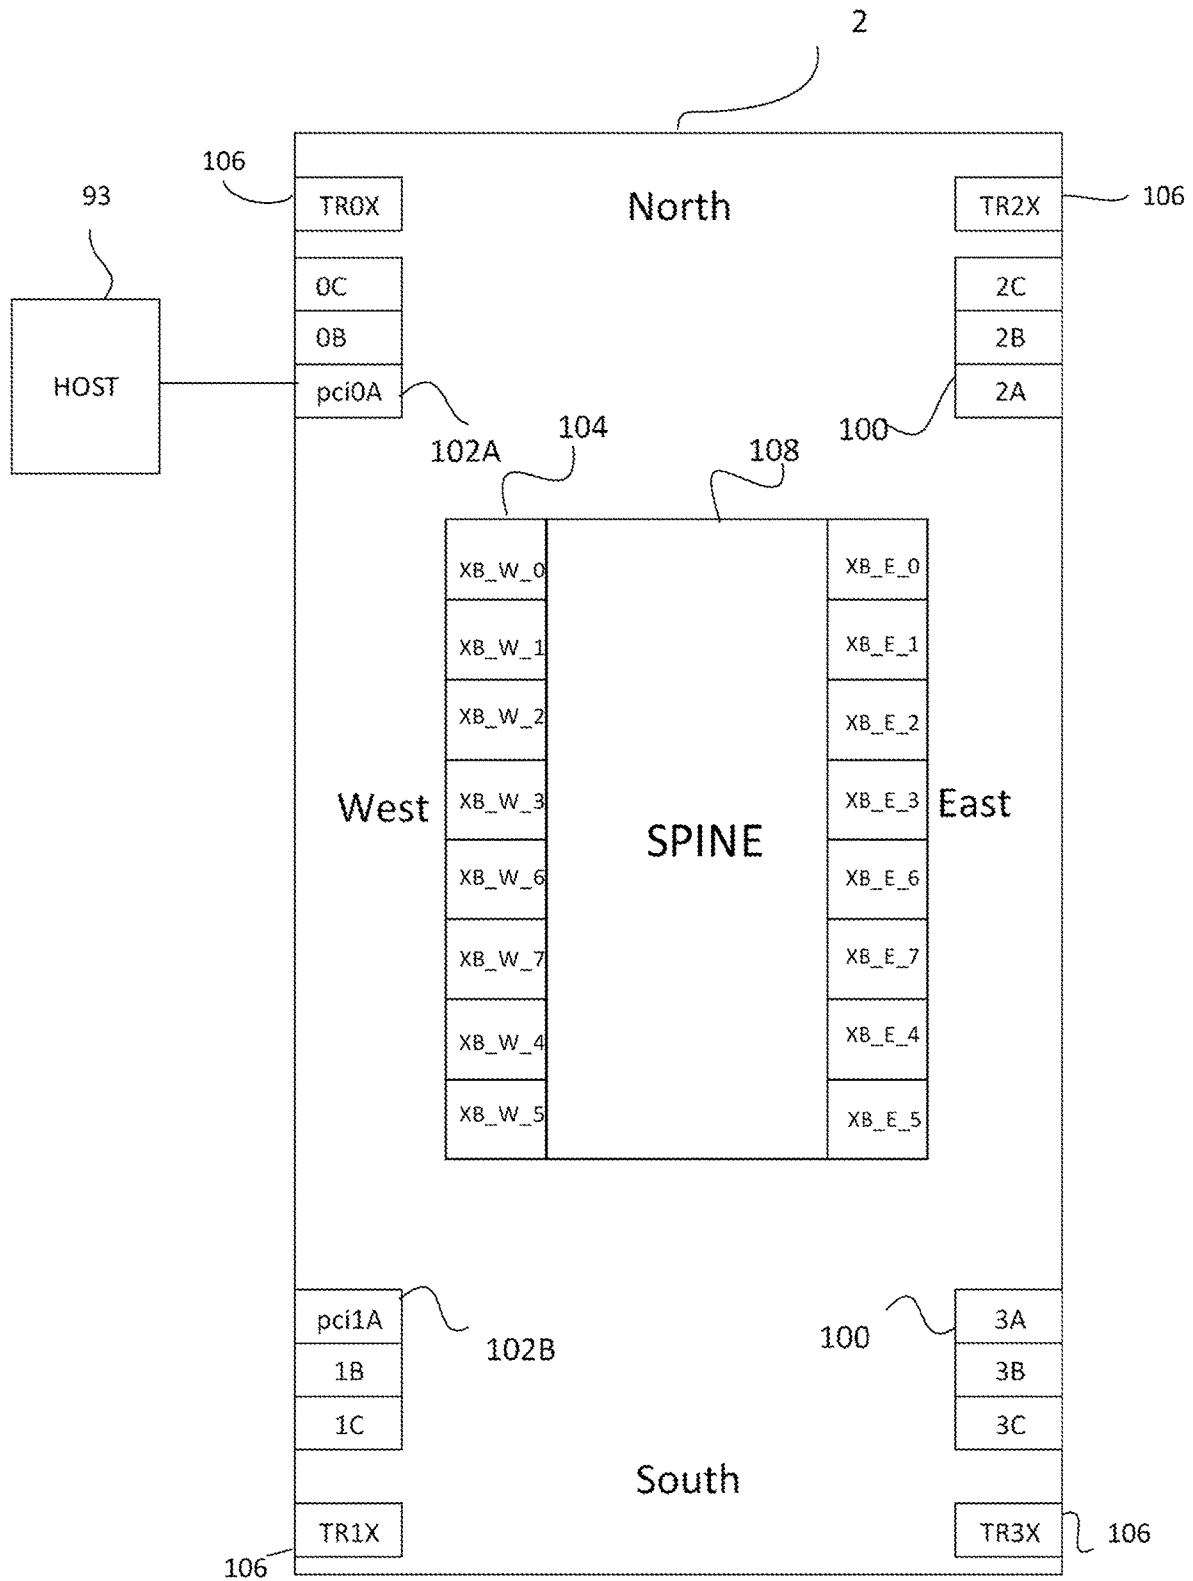 2
106
TR0X
North
TR2X
106
93
0C
2C
0B
2B
HOST
pci0A
2A
102A
104
100
108
XB_W_0
XB_E_0
XB_W_1
XB_E_1
XB_W_2
XB_E_2
West
XB_W_3
XB_E_3
East
SPINE
XB_W_6
XB_E_6
XB_W_7
XB_E_7
XB_W_4
XB_E_4
XB_W_5
XB_E_5
pci1A
102B
100
3A
1B
3B
1C
3C
South
TR1X
TR3X
106
106